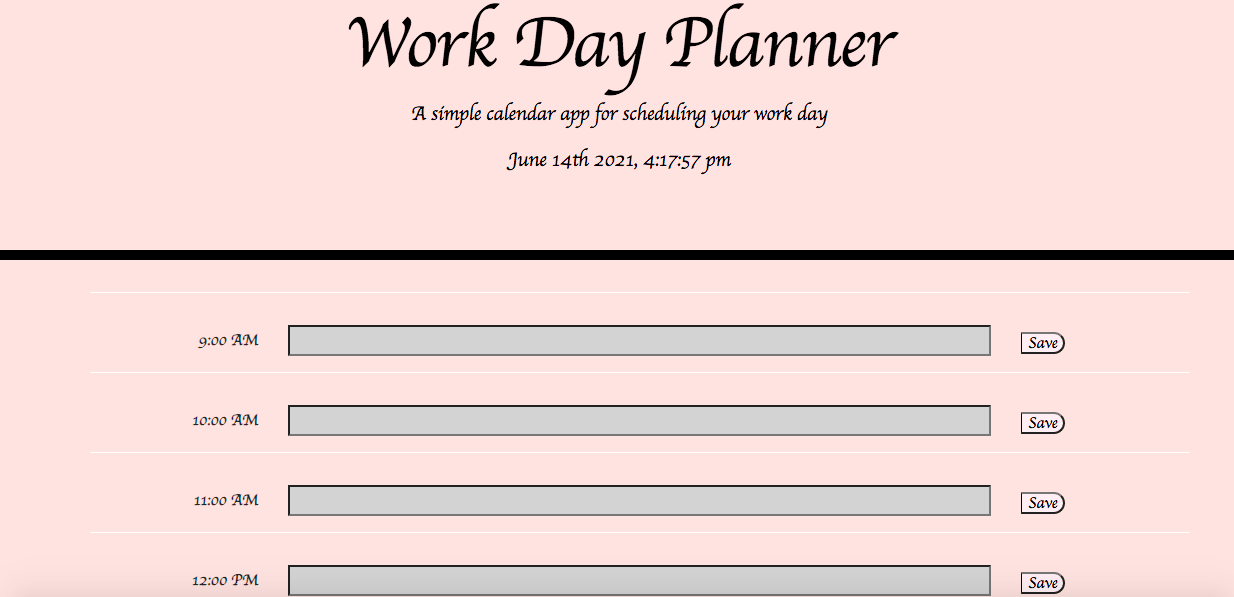 Work Day Planner
A simple calendar app for scheduling your work day
June 14th 2021, 4:17:57 pm
9:00 AM Save
10:00 AM Save
11:00 AM Save
12:00 PM Save